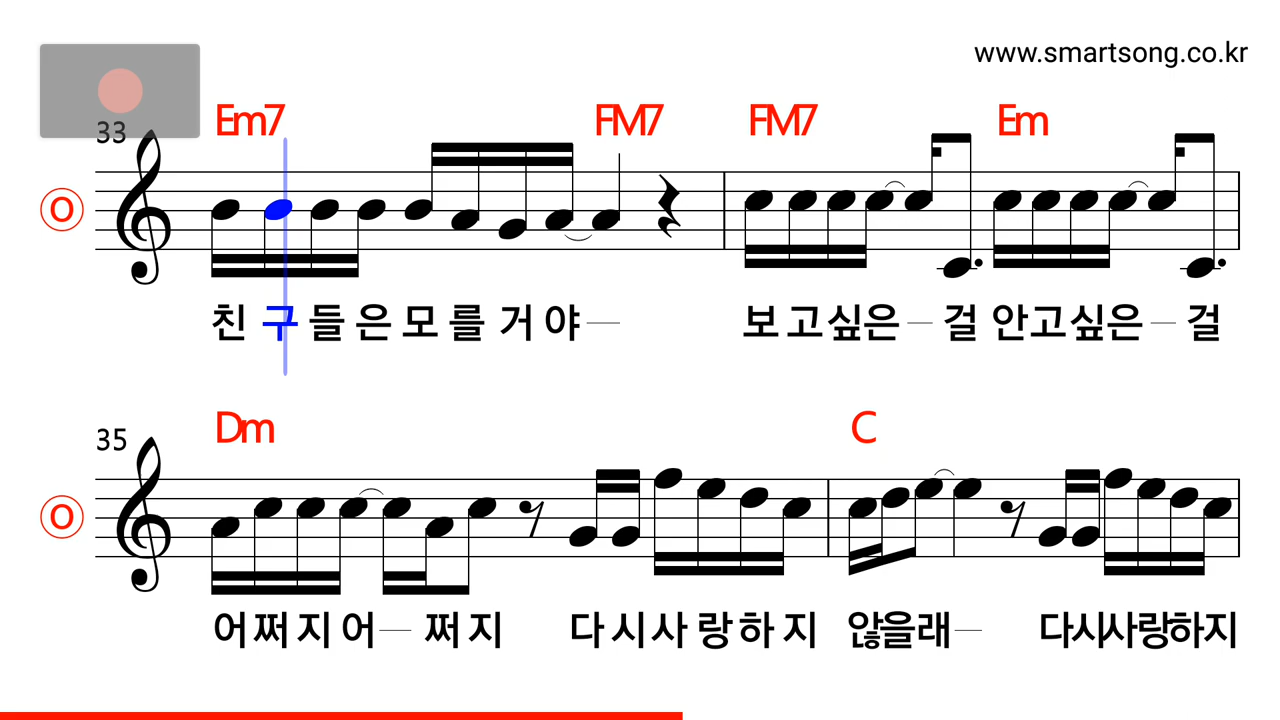 www.smartsong.co.kr
33 Em7 FM7 FM7 Em
O
친구들은모를거야― 보고싶은―걸 안고싶은―걸
35 Dm C
O
어쩌지어―쩌지 다시사랑하지 않을래― 다시사랑하지